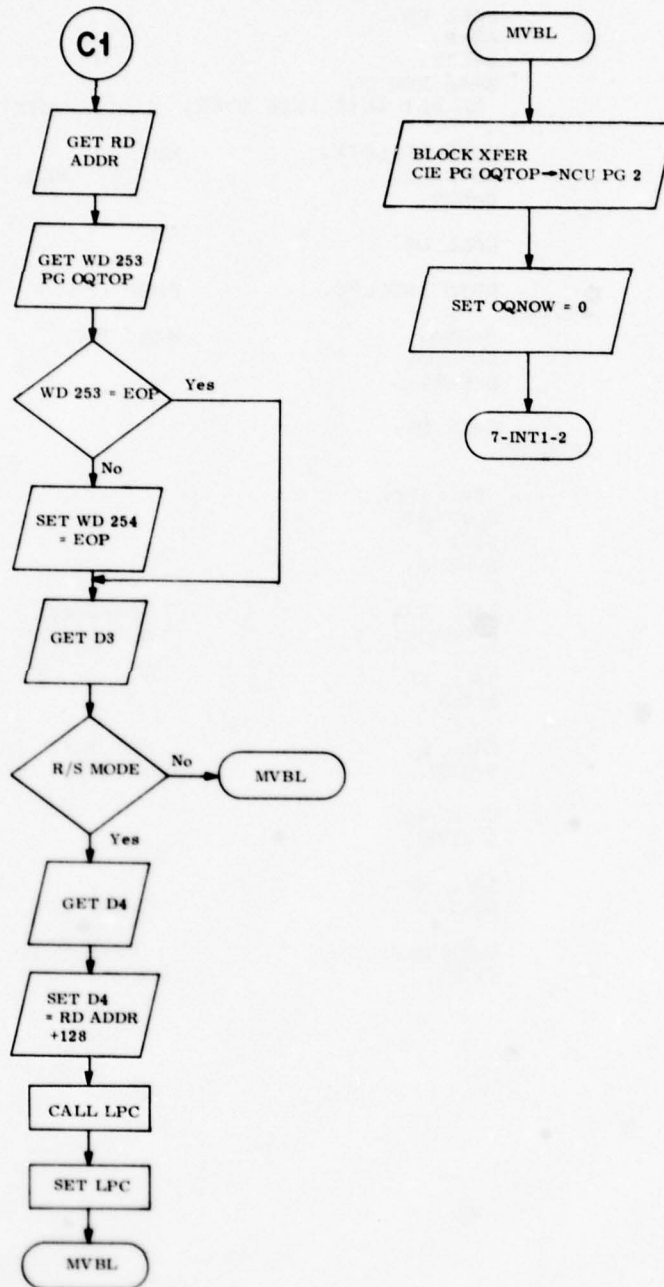 C1
GET RD
ADDR
GET WD 253
PG OQTOP
WD 253 = EOP
Yes
No
SET WD 254
= EOP
GET D3
R/S MODE
No
MVBL
Yes
GET D4
SET D4
= RD ADDR
+128
CALL LPC
SET LPC
MVBL
MVBL
BLOCK XFER
CIE PG OQTOP→NCU PG 2
SET OQNOW = 0
7-INT1-2